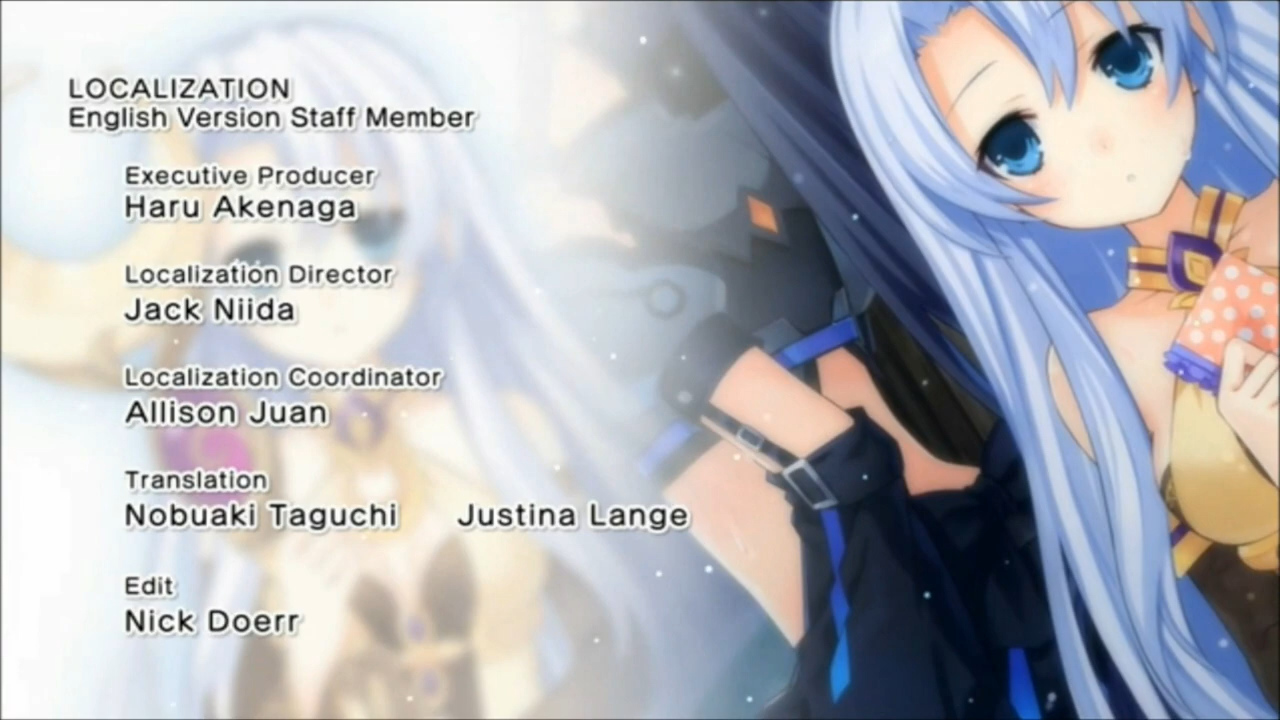 LOCALIZATION
English Version Staff Member
Executive Producer
Haru Akenaga
Localization Director
Jack Niida
Localization Coordinator
Allison Juan
Translation
Nobuaki Taguchi Justina Lange
Edit
Nick Doerr